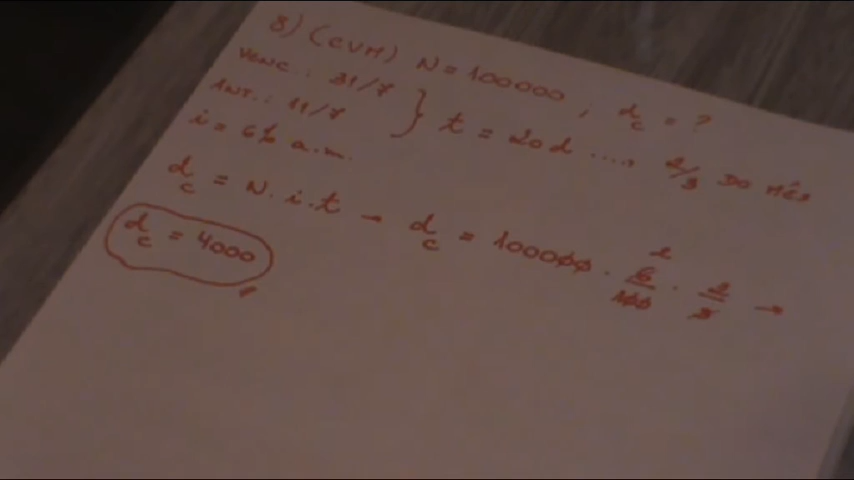 8) (CVM) N = 100000 , dc = ?
VENC.: 31/7
ANT.: 11/7 } t = 20d .... 2/3 DO MÊS
i = 6% a.m.
dc = N.i.t → dc = 100000 . 6/100 . 2/3 →
2
dc = 4000